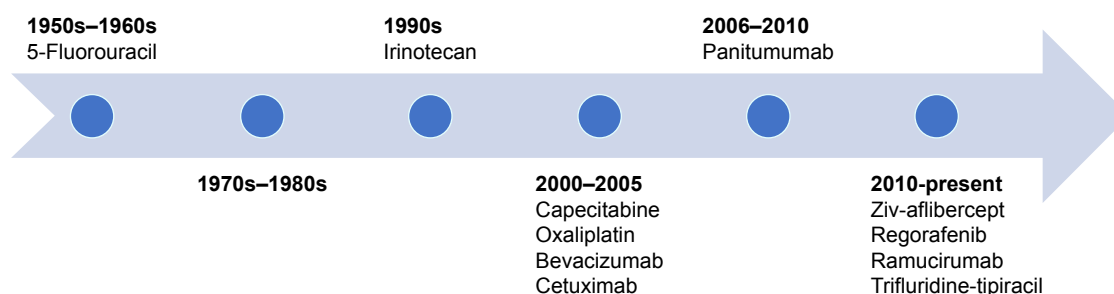 1950s–1960s
5-Fluorouracil
1970s–1980s
1990s
Irinotecan
2000–2005
Capecitabine
Oxaliplatin
Bevacizumab
Cetuximab
2006–2010
Panitumumab
2010-present
Ziv-aflibercept
Regorafenib
Ramucirumab
Trifluridine-tipiracil